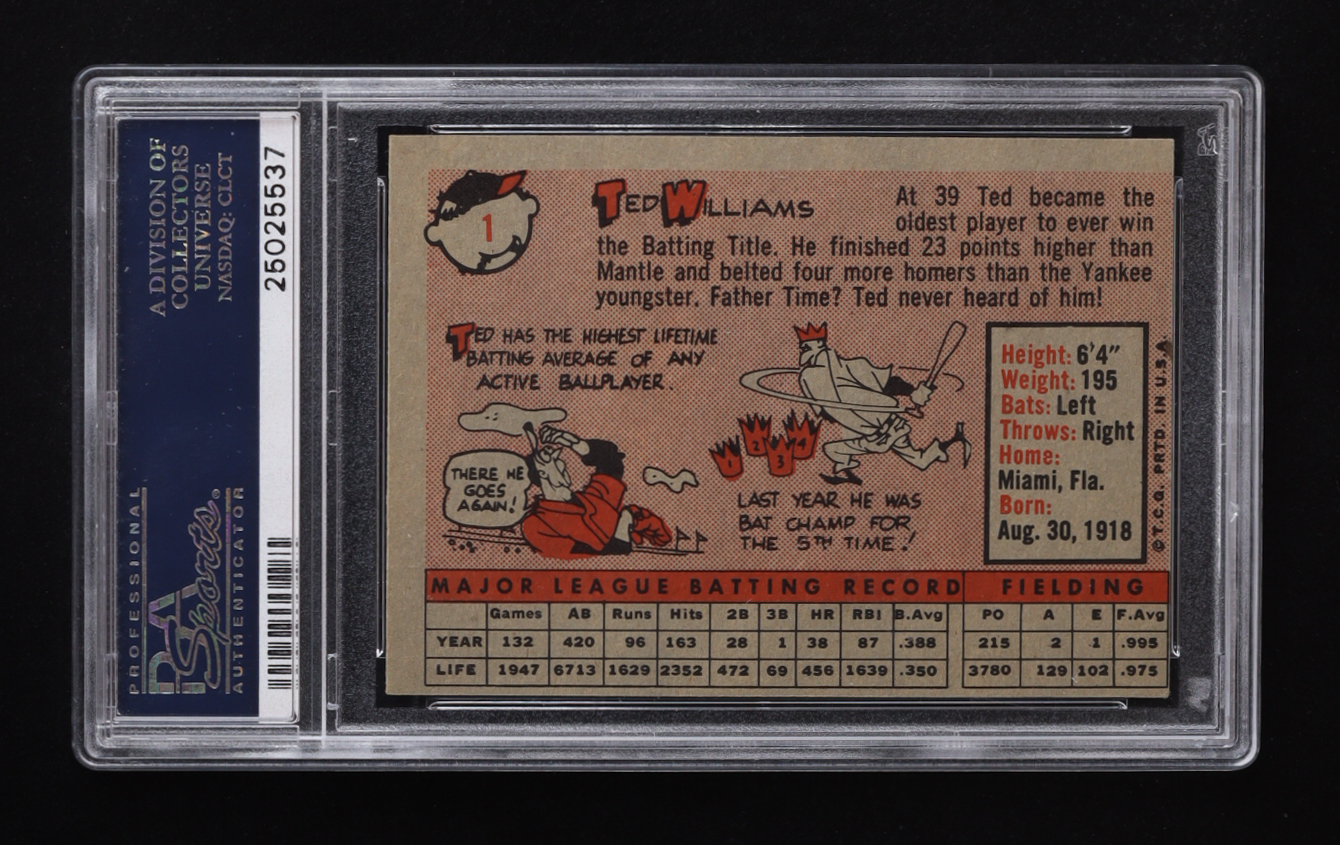 A DIVISION OF
COLLECTORS
UNIVERSE
NASDAQ: CLCT
25025537
PROFESSIONAL
PSA
Sports®
AUTHENTICATOR
1
TED WILLIAMS
At 39 Ted became the
oldest player to ever win
the Batting Title. He finished 23 points higher than
Mantle and belted four more homers than the Yankee
youngster. Father Time? Ted never heard of him!
TED HAS THE HIGHEST LIFETIME
BATTING AVERAGE OF ANY
ACTIVE BALLPLAYER.
THERE HE
GOES
AGAIN!
1 2 3 4
LAST YEAR HE WAS
BAT CHAMP FOR
THE 5TH TIME!
Height: 6'4"
Weight: 195
Bats: Left
Throws: Right
Home:
Miami, Fla.
Born:
Aug. 30, 1918
© T.C.G. PRTD. IN U.S.A.
MAJOR LEAGUE BATTING RECORD FIELDING
Games AB Runs Hits 2B 3B HR RBI B.Avg PO A E F.Avg
YEAR 132 420 96 163 28 1 38 87 .388 215 2 1 .995
LIFE 1947 6713 1629 2352 472 69 456 1639 .350 3780 129 102 .975